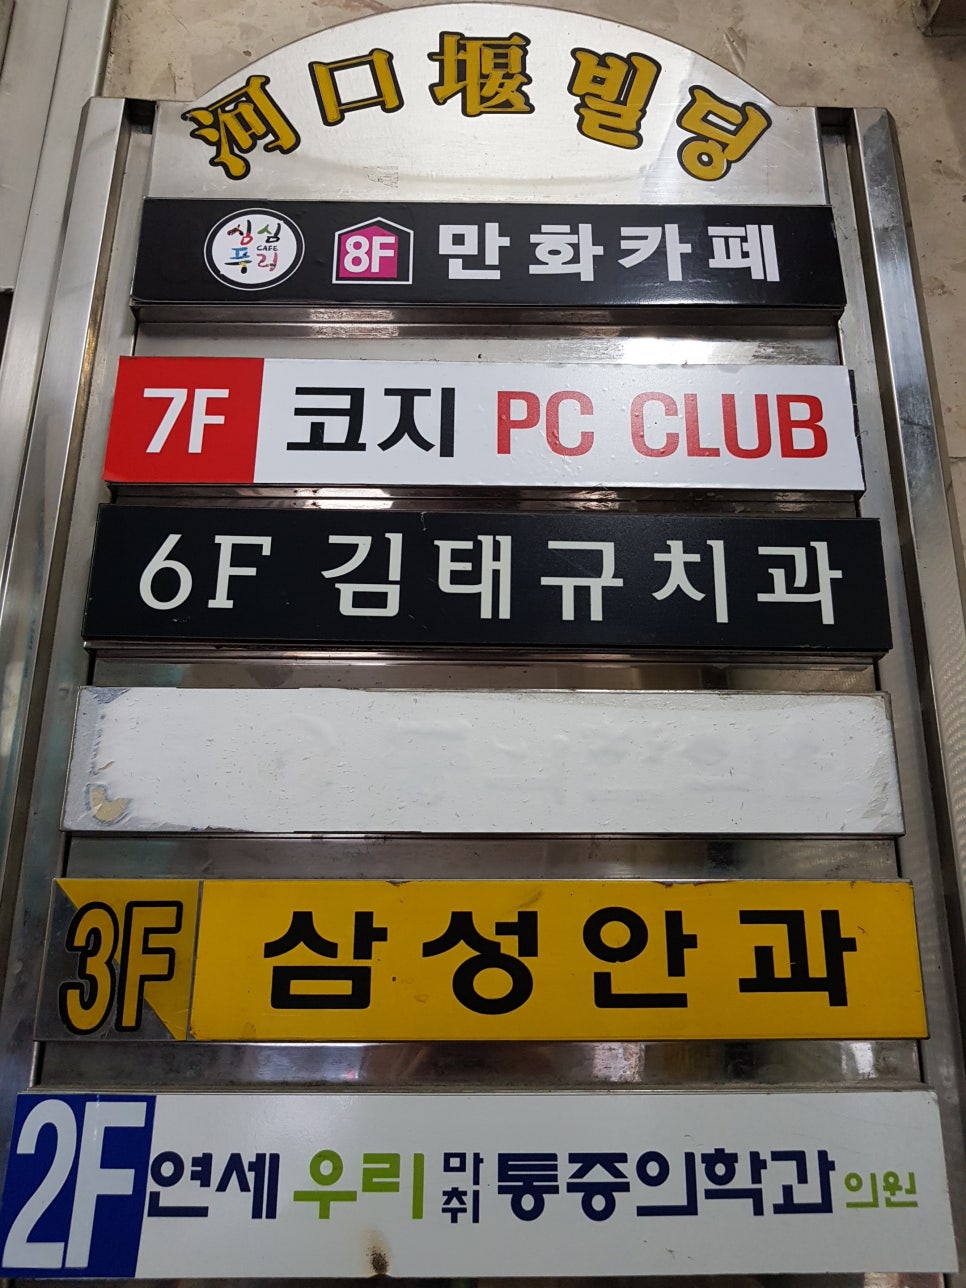 河口堰빌딩
싱싱 CAFE 푸럭 8F 만화카페
7F 코지 PC CLUB
6F 김태규치과
3F 삼성안과
2F 연세우리 마취통증의학과의원